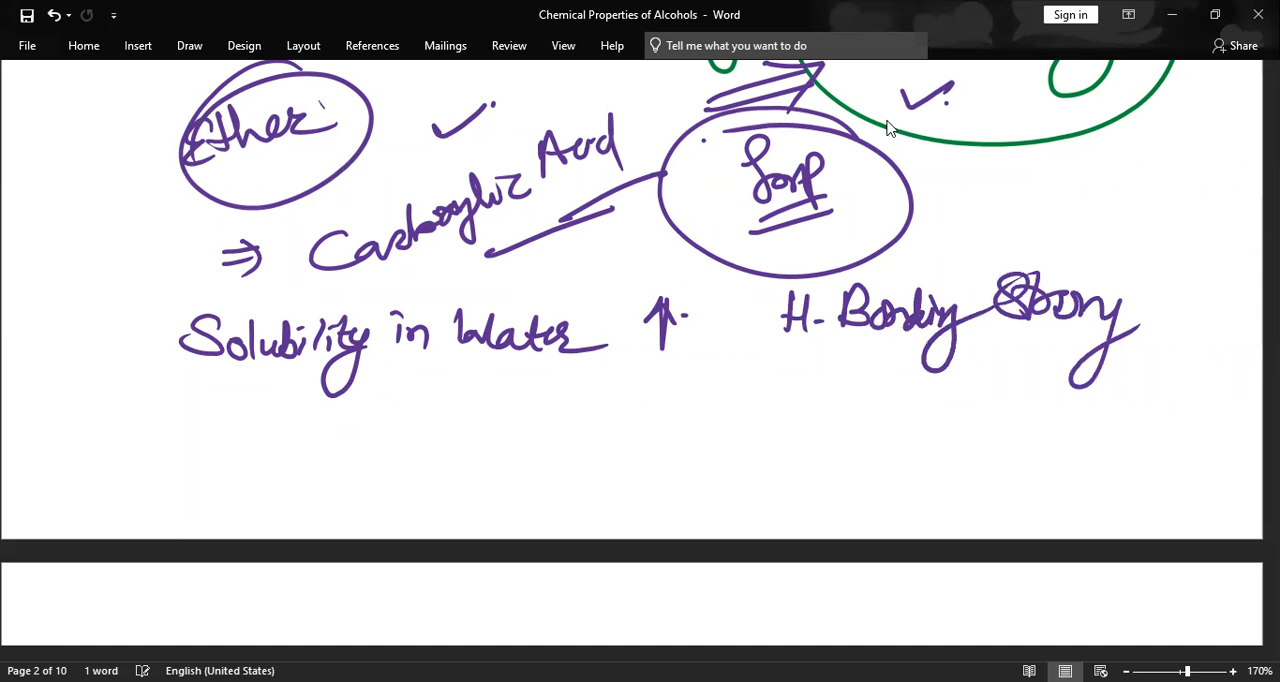 Chemical Properties of Alcohols - Word
Sign in
File Home Insert Draw Design Layout References Mailings Review View Help Tell me what you want to do Share
Ether
Carboxylic Acid
Solubility in Water ↑. H-Bonding Strong
Page 2 of 10 1 word English (United States) 170%